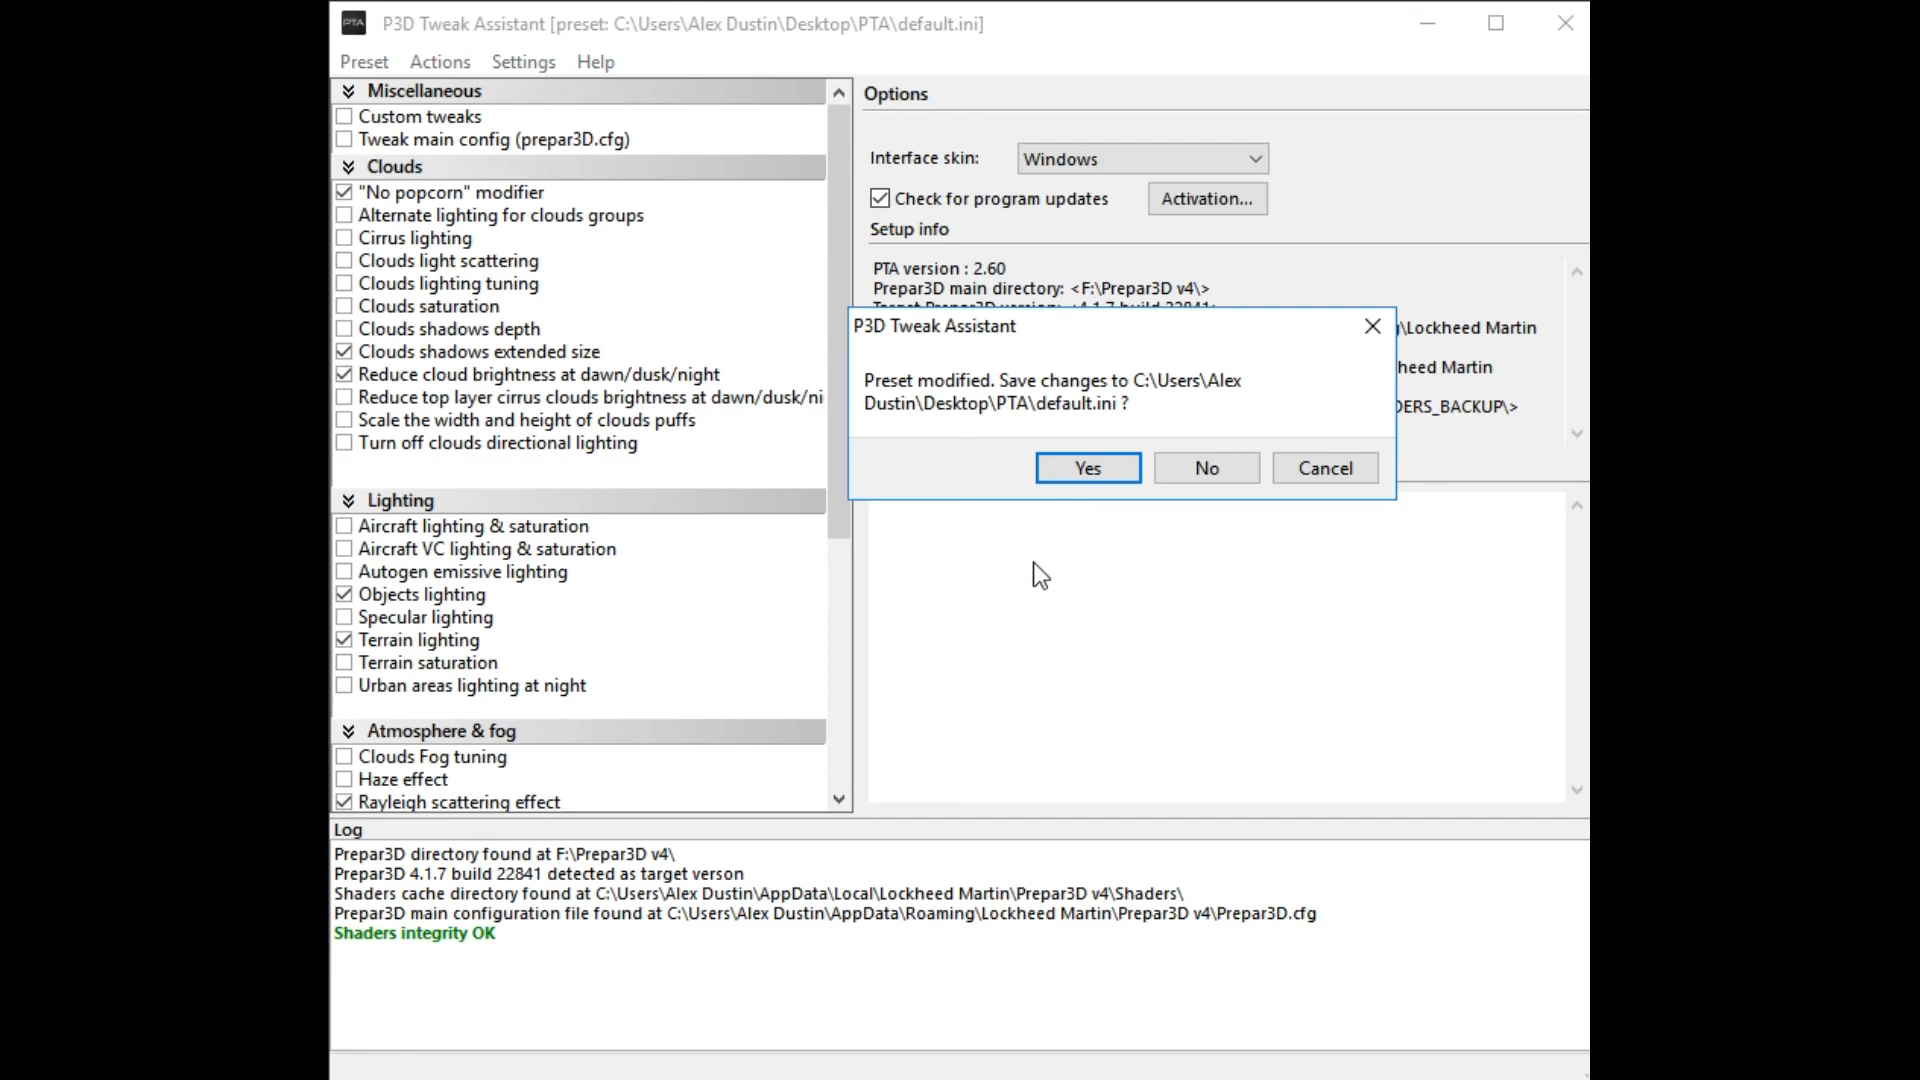 PTA
P3D Tweak Assistant [preset: C:\Users\Alex Dustin\Desktop\PTA\default.ini]
Preset Actions Settings Help
Miscellaneous
Custom tweaks
Tweak main config (prepar3D.cfg)
Clouds
"No popcorn" modifier
Alternate lighting for clouds groups
Cirrus lighting
Clouds light scattering
Clouds lighting tuning
Clouds saturation
Clouds shadows depth
Clouds shadows extended size
Reduce cloud brightness at dawn/dusk/night
Reduce top layer cirrus clouds brightness at dawn/dusk/ni
Scale the width and height of clouds puffs
Turn off clouds directional lighting
Lighting
Aircraft lighting & saturation
Aircraft VC lighting & saturation
Autogen emissive lighting
Objects lighting
Specular lighting
Terrain lighting
Terrain saturation
Urban areas lighting at night
Atmosphere & fog
Clouds Fog tuning
Haze effect
Rayleigh scattering effect
Options
Interface skin: Windows
Check for program updates Activation...
Setup info
PTA version : 2.60
Prepar3D main directory: <F:\Prepar3D v4\>
Target Prepar3D version: <4.1.7 build 22841>
\Lockheed Martin
heed Martin
DERS_BACKUP\>
P3D Tweak Assistant
Preset modified. Save changes to C:\Users\Alex
Dustin\Desktop\PTA\default.ini ?
Yes No Cancel
Log
Prepar3D directory found at F:\Prepar3D v4\
Prepar3D 4.1.7 build 22841 detected as target verson
Shaders cache directory found at C:\Users\Alex Dustin\AppData\Local\Lockheed Martin\Prepar3D v4\Shaders\
Prepar3D main configuration file found at C:\Users\Alex Dustin\AppData\Roaming\Lockheed Martin\Prepar3D v4\Prepar3D.cfg
Shaders integrity OK